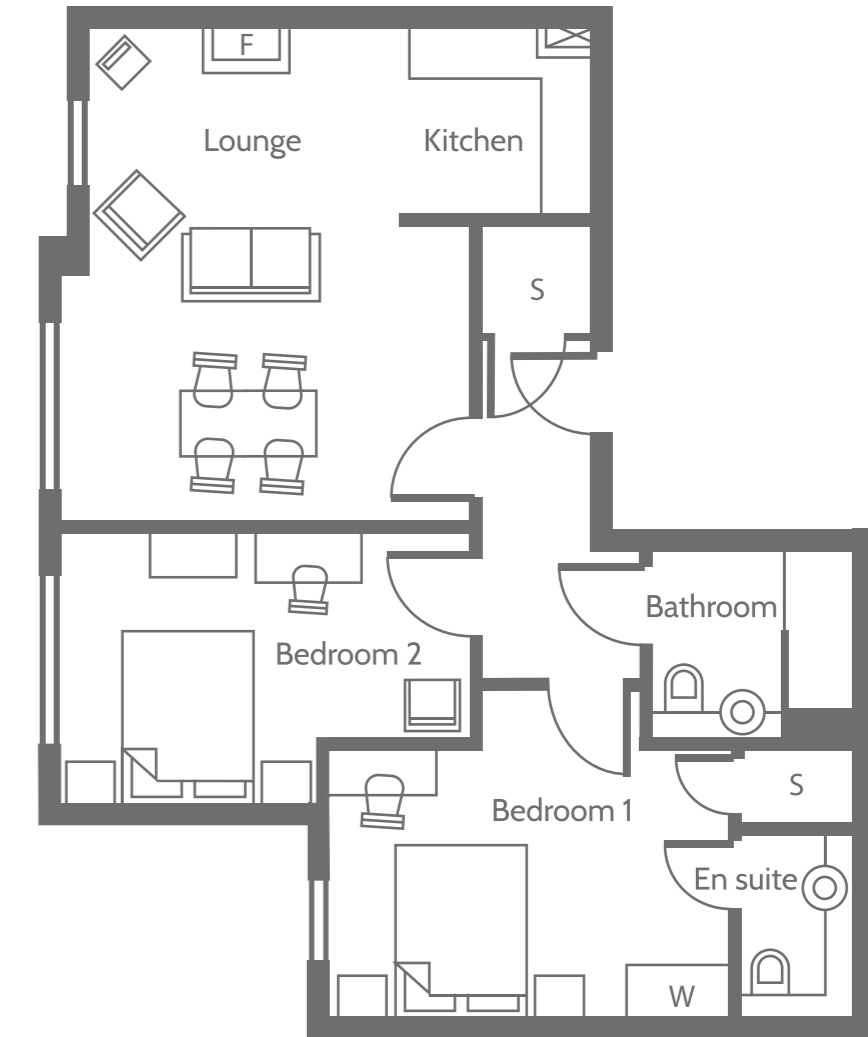 F
Lounge
Kitchen
S
Bathroom
Bedroom 2
S
Bedroom 1
En suite
W